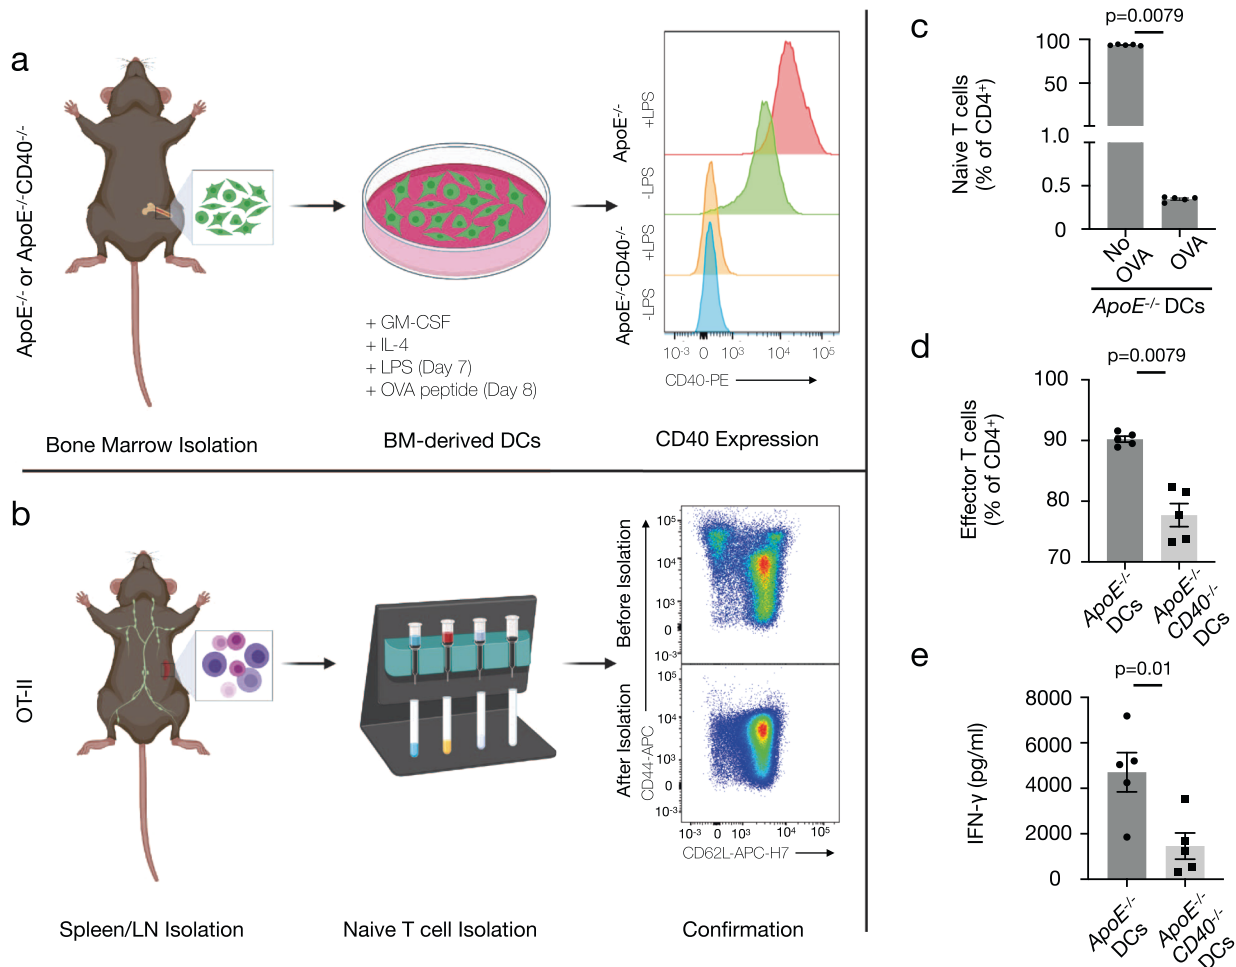 a
ApoE-/- or ApoE-/-CD40-/-
+ GM-CSF
+ IL-4
+ LPS (Day 7)
+ OVA peptide (Day 8)
ApoE-/-
+LPS
-LPS
ApoE-/-CD40-/-
+LPS
-LPS
10-3 0 103 104 105
CD40-PE
Bone Marrow Isolation
BM-derived DCs
CD40 Expression
b
OT-II
Before Isolation
After Isolation
CD44-APC
105
104
103
0
10-3
105
104
103
0
10-3
10-3 0 103 104 105
CD62L-APC-H7
Spleen/LN Isolation
Naive T cell Isolation
Confirmation
c
p=0.0079
Naive T cells
(% of CD4+)
100
50
1.0
0.5
0
No
OVA
OVA
ApoE-/- DCs
d
p=0.0079
Effector T cells
(% of CD4+)
100
90
80
70
ApoE-/-
DCs
ApoE-/-
CD40-/-
DCs
e
p=0.01
IFN-γ (pg/ml)
8000
6000
4000
2000
0
ApoE-/-
DCs
ApoE-/-
CD40-/-
DCs